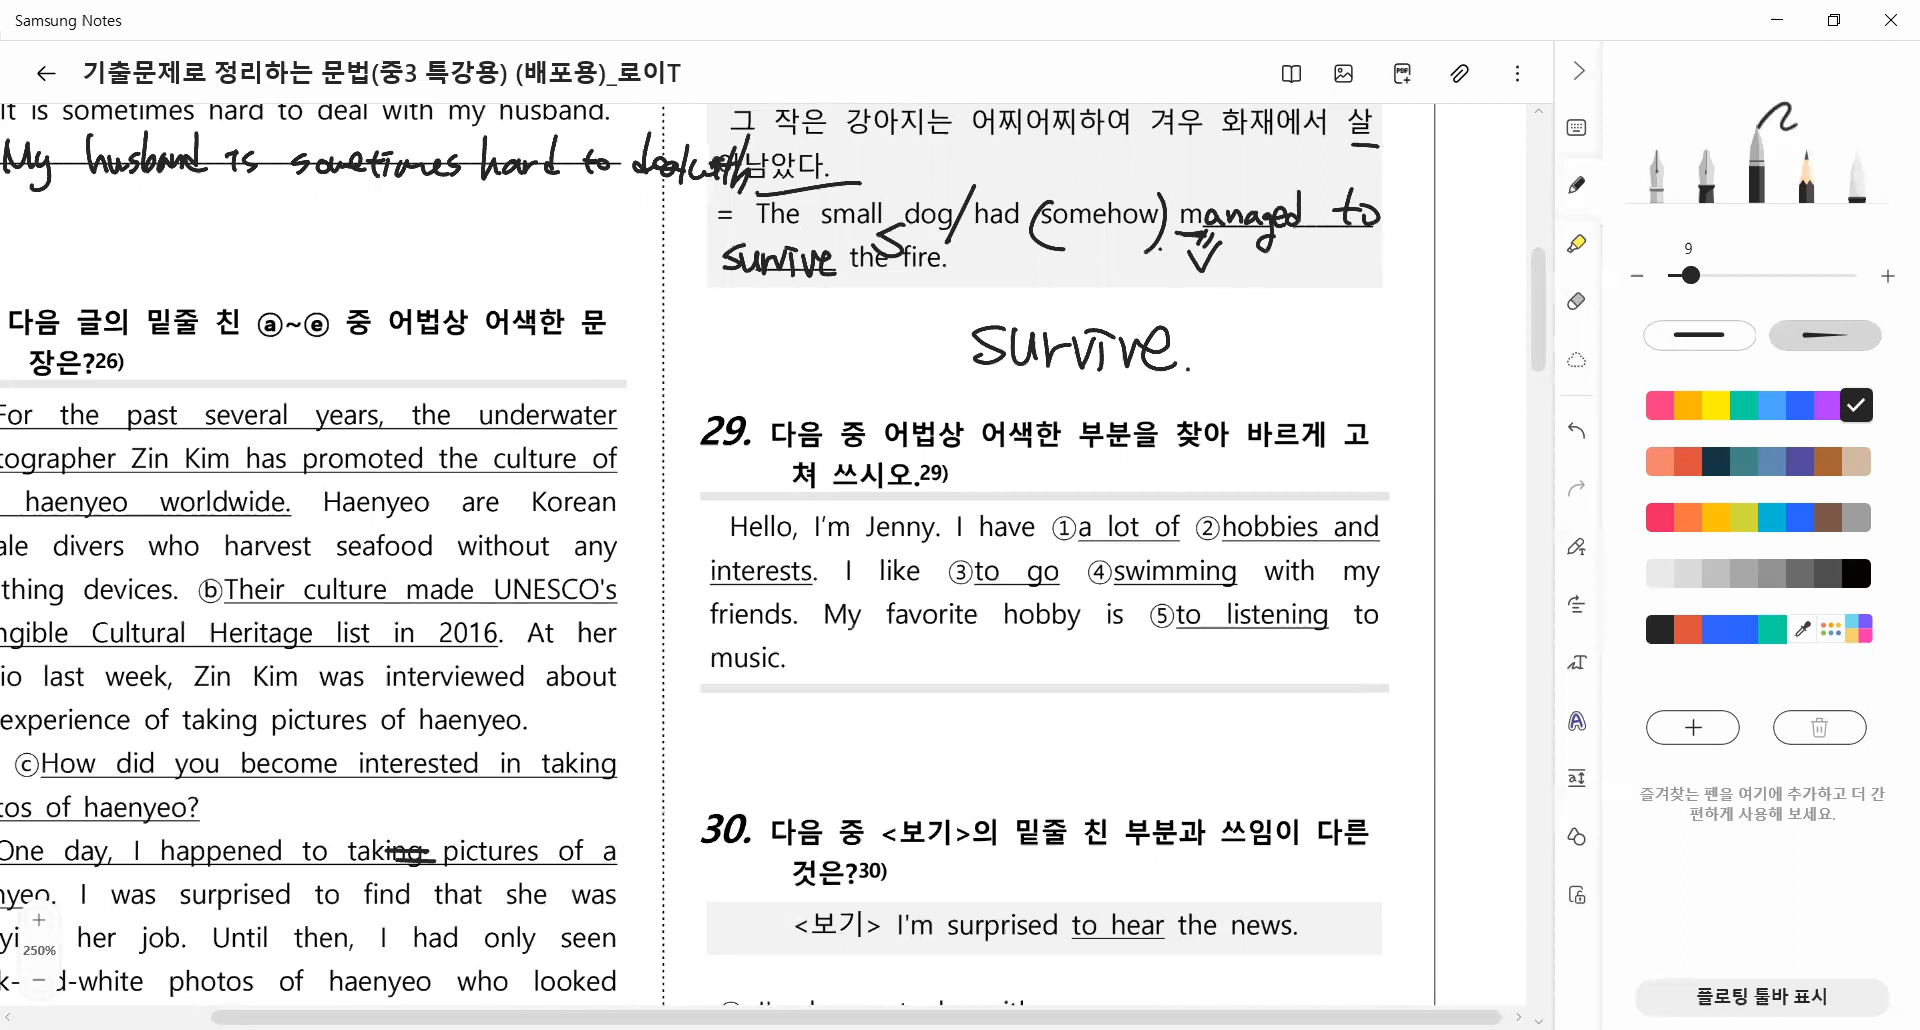 Samsung Notes
기출문제로 정리하는 문법(중3 특강용) (배포용)_로이T
It is sometimes hard to deal with my husband.
My husband is sometimes hard to deal with
다음 글의 밑줄 친 ⓐ~ⓔ 중 어법상 어색한 문
장은?26)
For the past several years, the underwater
tographer Zin Kim has promoted the culture of
haenyeo worldwide. Haenyeo are Korean
ale divers who harvest seafood without any
thing devices. ⓑTheir culture made UNESCO's
ngible Cultural Heritage list in 2016. At her
io last week, Zin Kim was interviewed about
experience of taking pictures of haenyeo.
ⓒHow did you become interested in taking
tos of haenyeo?
One day, I happened to taking pictures of a
nyeo. I was surprised to find that she was
yi her job. Until then, I had only seen
k- d-white photos of haenyeo who looked
250%
그 작은 강아지는 어찌어찌하여 겨우 화재에서 살
남았다.
= The small dog/had (somehow) managed to
survive the fire.
survive.
29. 다음 중 어법상 어색한 부분을 찾아 바르게 고
쳐 쓰시오.29)
Hello, I'm Jenny. I have ①a lot of ②hobbies and
interests. I like ③to go ④swimming with my
friends. My favorite hobby is ⑤to listening to
music.
30. 다음 중 <보기>의 밑줄 친 부분과 쓰임이 다른
것은?30)
<보기> I'm surprised to hear the news.
9
즐겨찾는 펜을 여기에 추가하고 더 간
편하게 사용해 보세요.
플로팅 툴바 표시